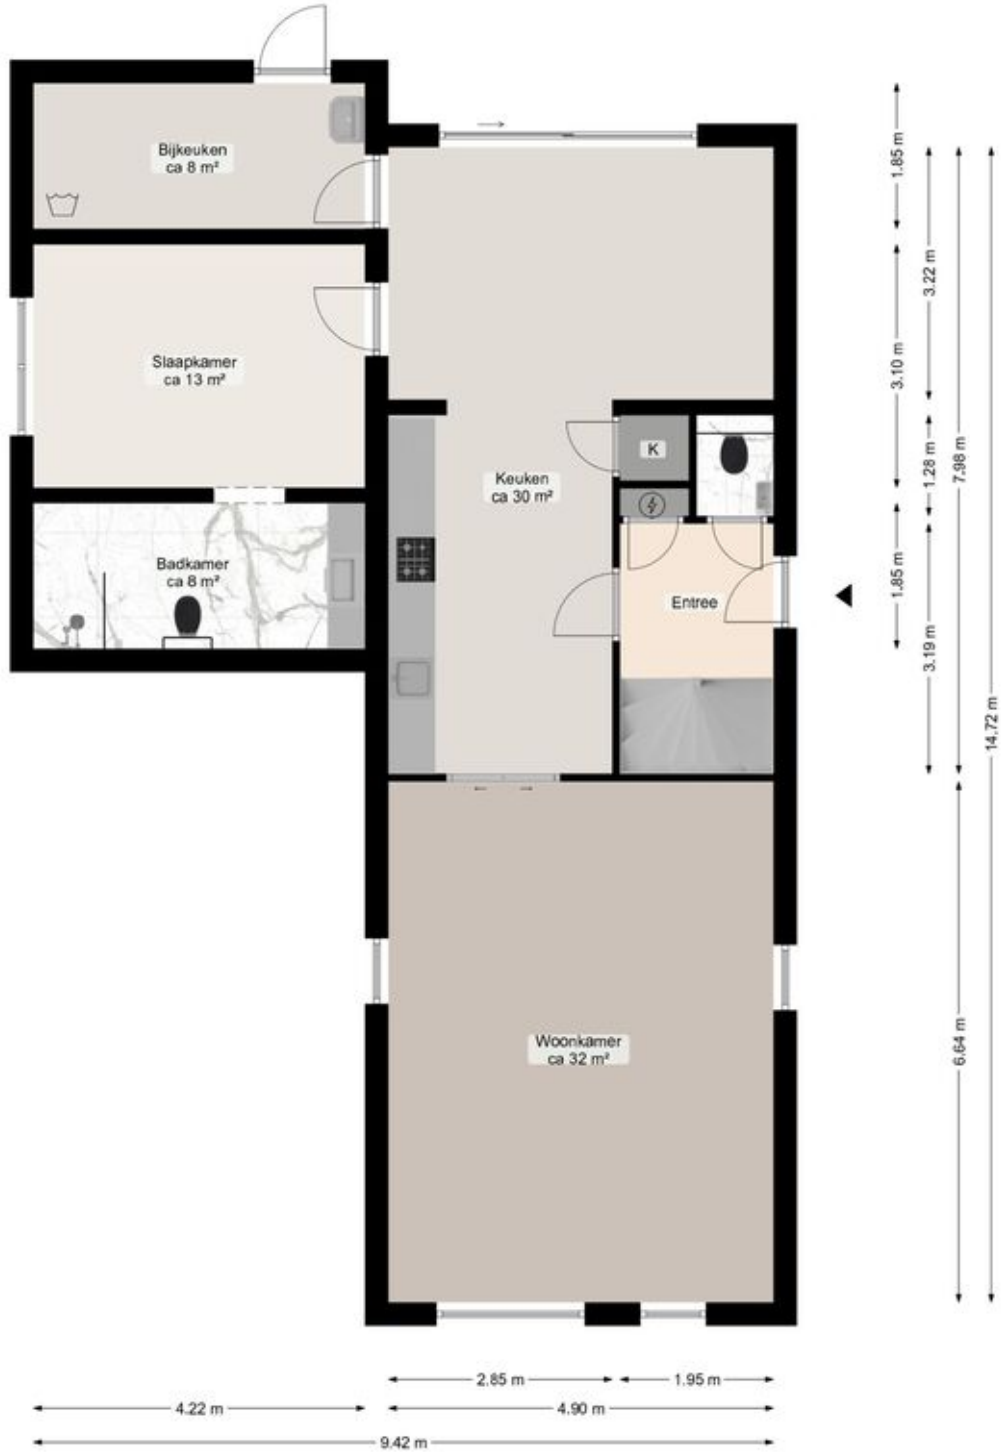 Bijkeuken
ca 8 m²
Slaapkamer
ca 13 m²
Keuken
ca 30 m²
K
Badkamer
ca 8 m²
Entree
Woonkamer
ca 32 m²
1.85 m
3.22 m
3.10 m
1.28 m
7.98 m
1.85 m
3.19 m
14.72 m
6.64 m
2.85 m
1.95 m
4.22 m
4.90 m
9.42 m